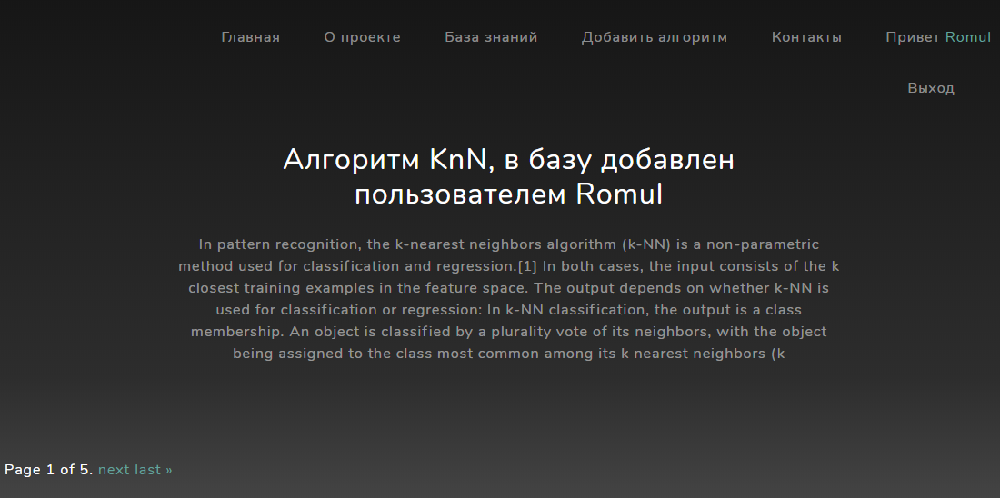 Главная О проекте База знаний Добавить алгоритм Контакты Привет Romul
Выход
Алгоритм KnN, в базу добавлен
пользователем Romul
In pattern recognition, the k-nearest neighbors algorithm (k-NN) is a non-parametric
method used for classification and regression.[1] In both cases, the input consists of the k
closest training examples in the feature space. The output depends on whether k-NN is
used for classification or regression: In k-NN classification, the output is a class
membership. An object is classified by a plurality vote of its neighbors, with the object
being assigned to the class most common among its k nearest neighbors (k
Page 1 of 5. next last »